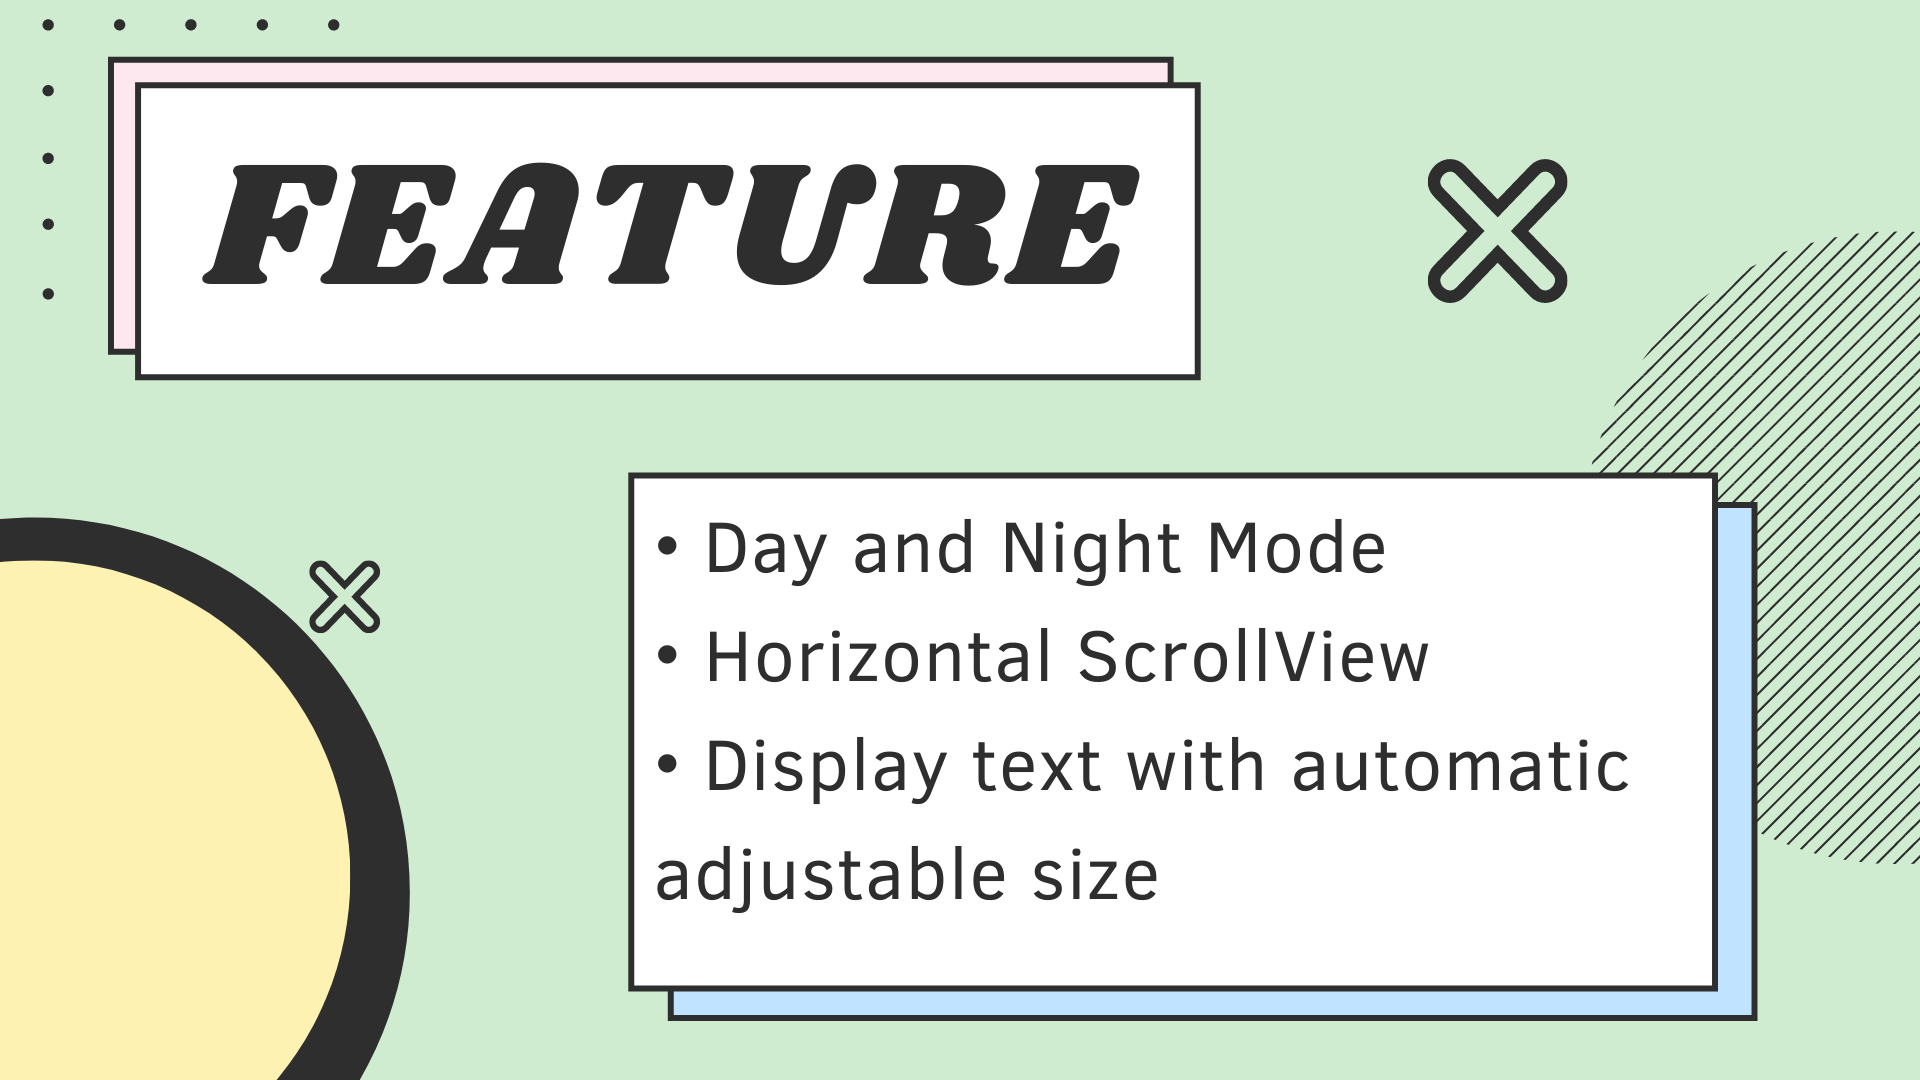 FEATURE
• Day and Night Mode
• Horizontal ScrollView
• Display text with automatic
adjustable size